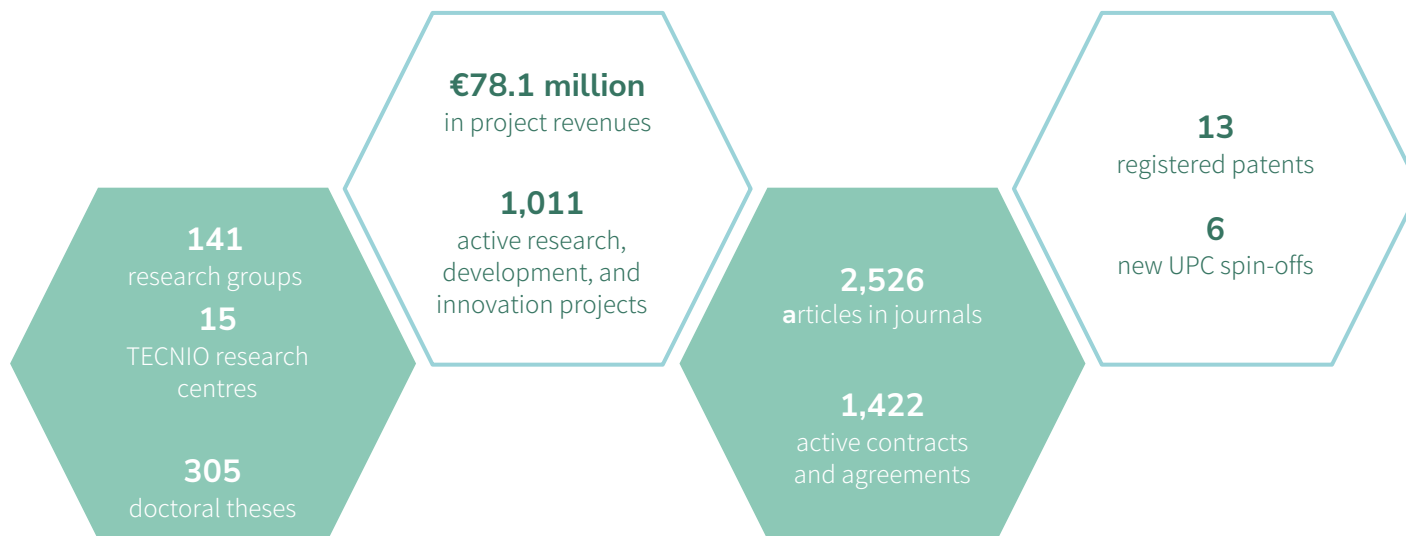 141
research groups
15
TECNIO research
centres
305
doctoral theses
€78.1 million
in project revenues
1,011
active research,
development, and
innovation projects
2,526
articles in journals
1,422
active contracts
and agreements
13
registered patents
6
new UPC spin-offs